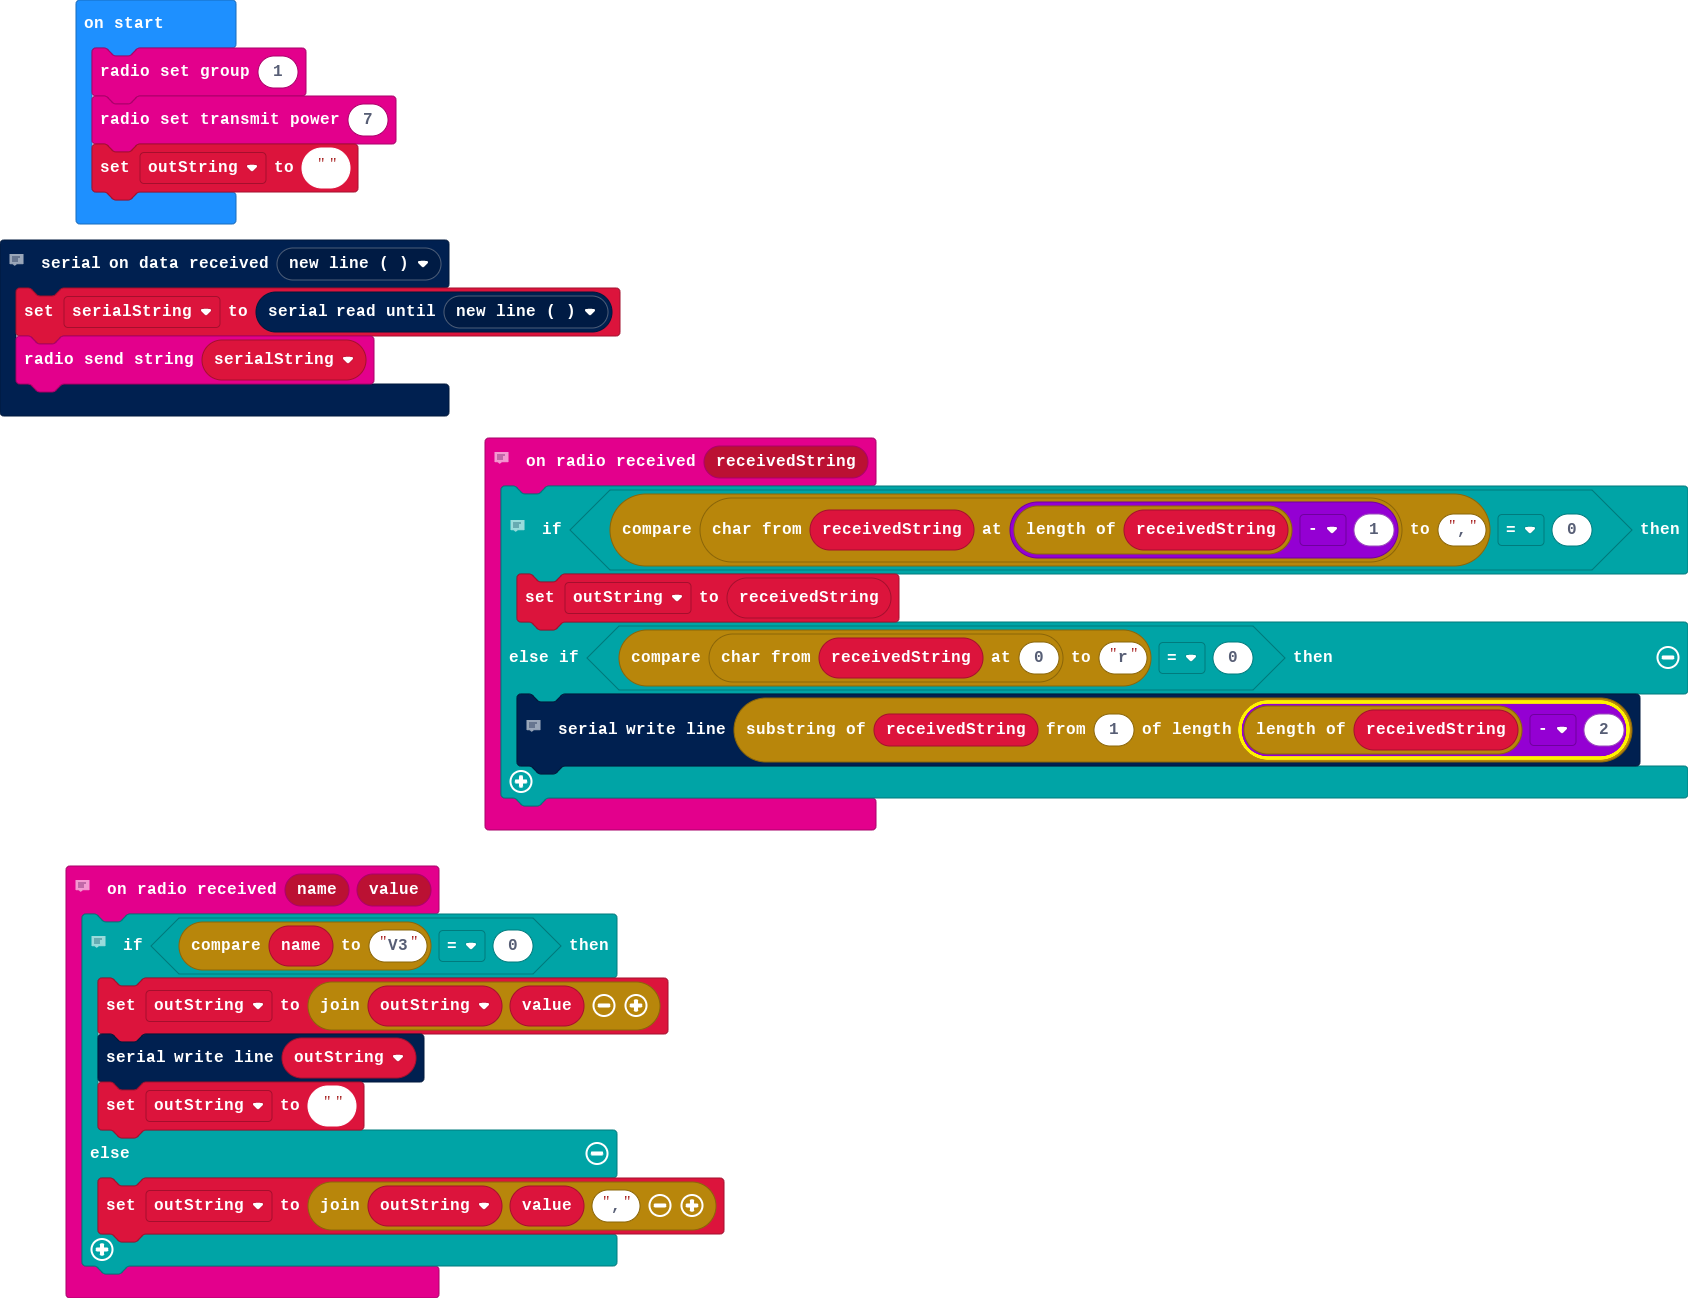 on start
radio set group 1
radio set transmit power 7
set outString to ""
serial on data received new line ( )
set serialString to serial read until new line ( )
radio send string serialString
on radio received receivedString
if compare char from receivedString at length of receivedString - 1 to "," = 0 then
set outString to receivedString
else if compare char from receivedString at 0 to "r" = 0 then
serial write line substring of receivedString from 1 of length length of receivedString - 2
on radio received name value
if compare name to "V3" = 0 then
set outString to join outString value
serial write line outString
set outString to ""
else
set outString to join outString value ","